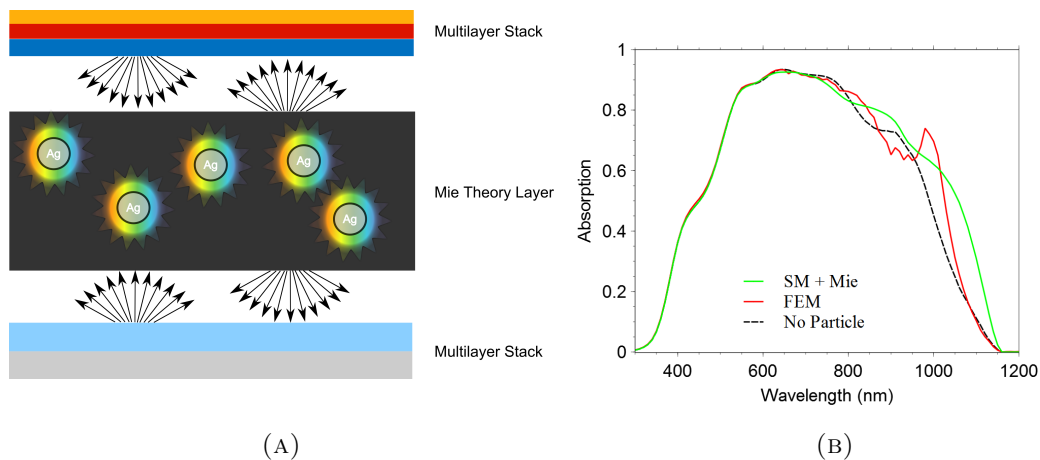 Multilayer Stack
Ag
Ag
Ag
Ag
Ag
Mie Theory Layer
Multilayer Stack
(A)
Absorption
1
0.8
0.6
0.4
0.2
0
SM + Mie
FEM
No Particle
400 600 800 1000 1200
Wavelength (nm)
(B)